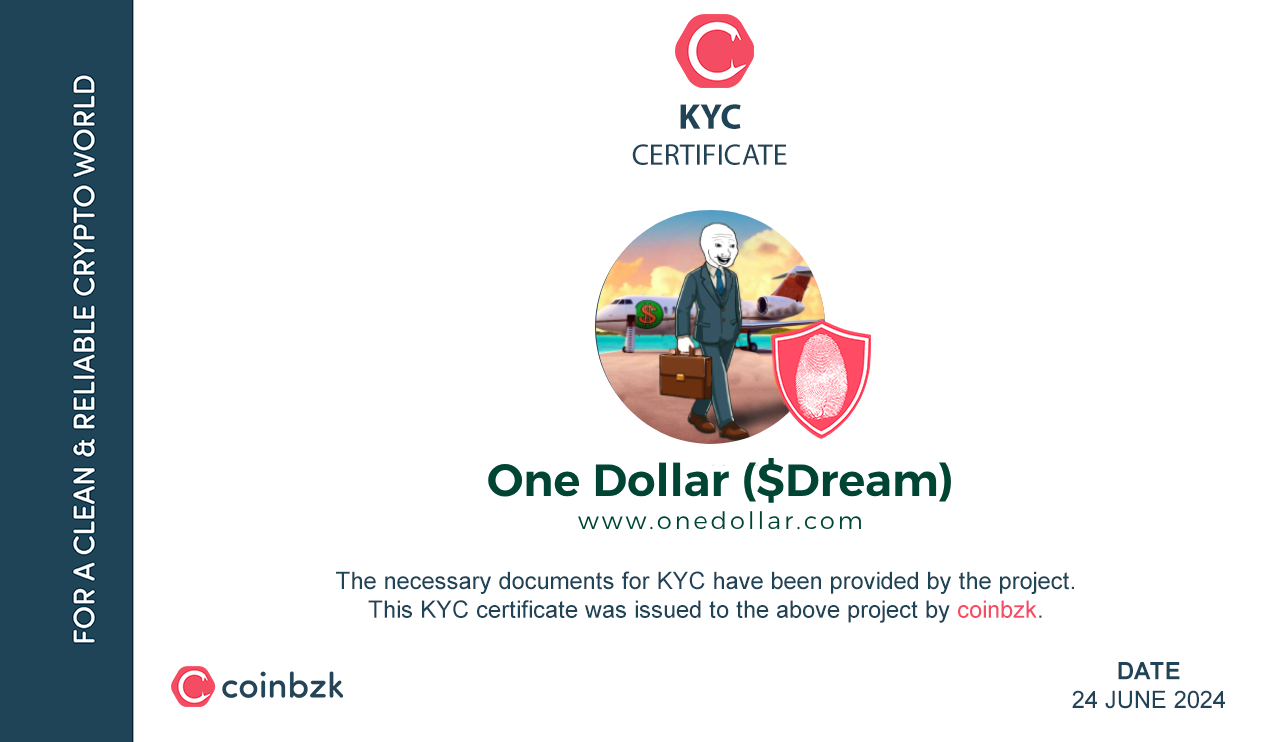 FOR A CLEAN & RELIABLE CRYPTO WORLD
KYC
CERTIFICATE
$
One Dollar ($Dream)
www.onedollar.com
The necessary documents for KYC have been provided by the project.
This KYC certificate was issued to the above project by coinbzk.
coinbzk
DATE
24 JUNE 2024